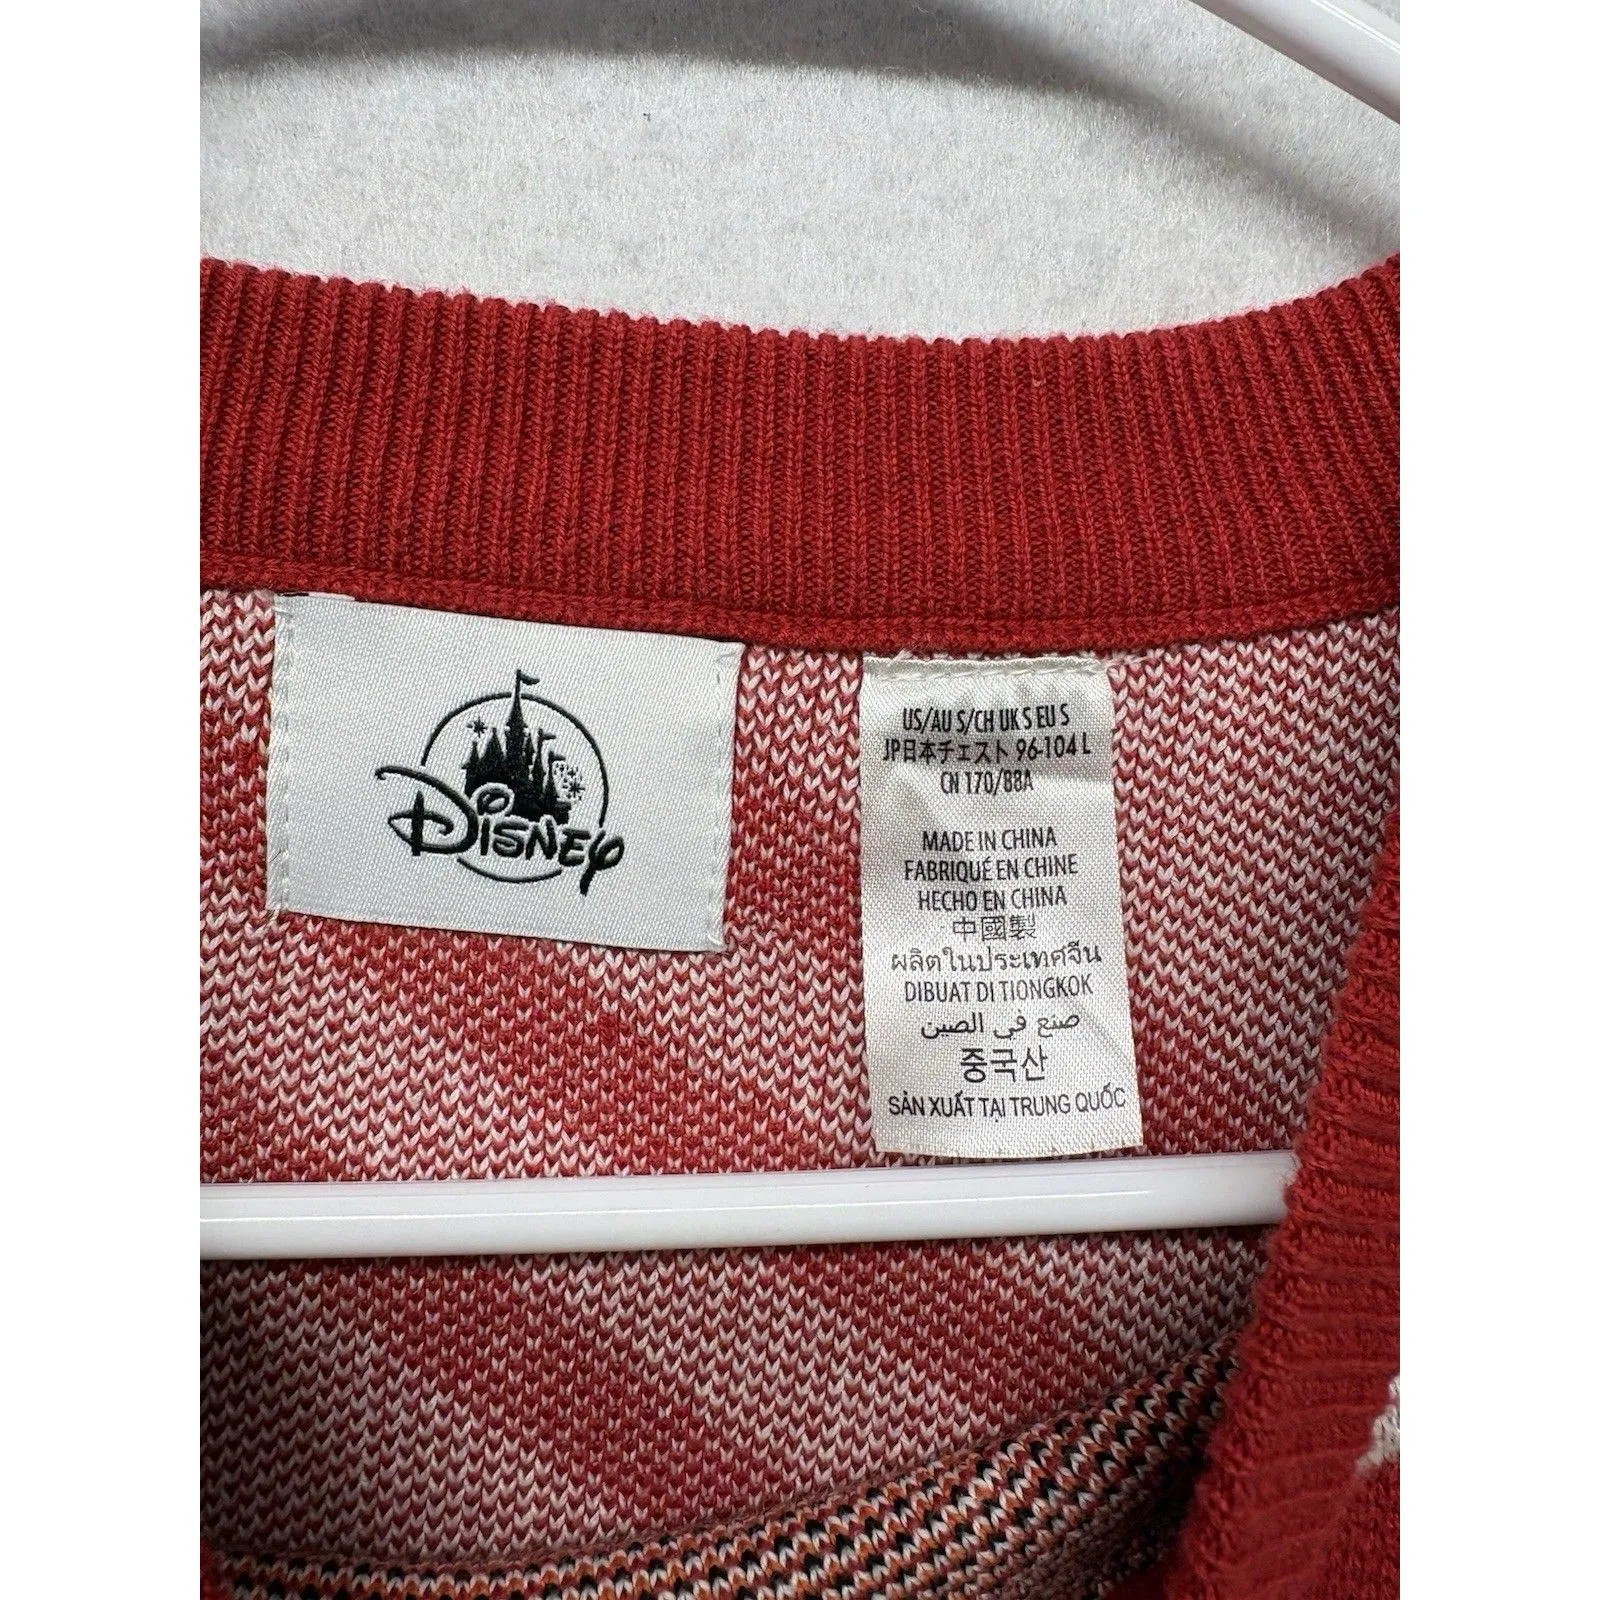 Disney
US/AU S/CH UK S EU S
JP日本チェスト 96-104 L
CN 170/88A
MADE IN CHINA
FABRIQUÉ EN CHINE
HECHO EN CHINA
中國製
ผลิตในประเทศจีน
DIBUAT DI TIONGKOK
صنع في الصين
중국산
SẢN XUẤT TẠI TRUNG QUỐC